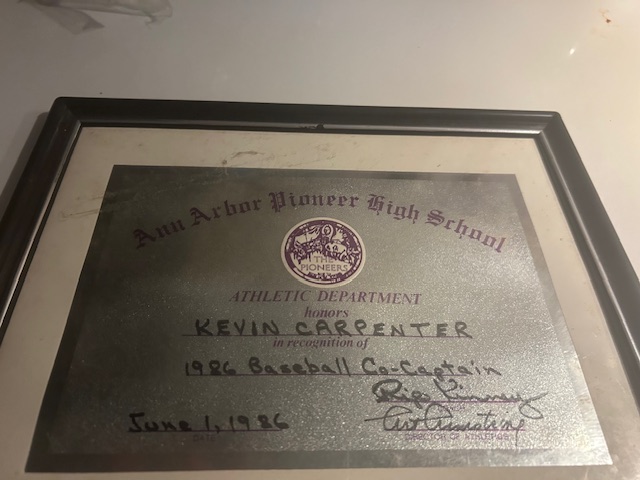 Ann Arbor Pioneer High School
THE
PIONEERS
ATHLETIC DEPARTMENT
honors
KEVIN CARPENTER
in recognition of
1986 Baseball Co-Captain
June 1, 1986
DATE
DIRECTOR OF ATHLETICS